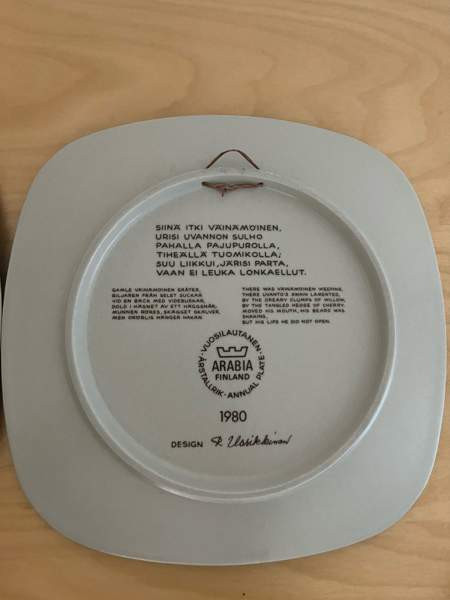 SIINÄ ITKI VÄINÄMÖINEN,
URISI UVANNON SULHO
PAHALLA PAJUPUROLLA,
TIHEÄLLÄ TUOMIKOLLA;
SUU LIIKKUI, JÄRISI PARTA,
VAAN EI LEUKA LONKAELLUT.
GAMLE VÄINÄMÖINEN GRÄTER,
BILJAREN FRÅN SELET SUCKAR
VID EN BÄCK MED VIDEBUSKAR,
DOLD I HÄGNET AV ETT HÄGGSNÅR.
MUNNEN RÖRES, SKÄGGET SKÄLVER,
MEN ORÖRLIG HÄNGER HAKAN
THERE WAS VÄINÄMÖINEN WEEPING,
THERE UVANTO'S SWAIN LAMENTED,
BY THE DREARY CLUMPS OF WILLOW,
BY THE TANGLED HEDGE OF CHERRY.
MOVED HIS MOUTH, HIS BEARD WAS
SHAKING,
BUT HIS LIPS HE DID NOT OPEN.
VUOSILAUTANEN · ÅRSTALLRIK · ANNUAL PLATE ·
ARABIA
FINLAND
1980
DESIGN R. Uosikkinen